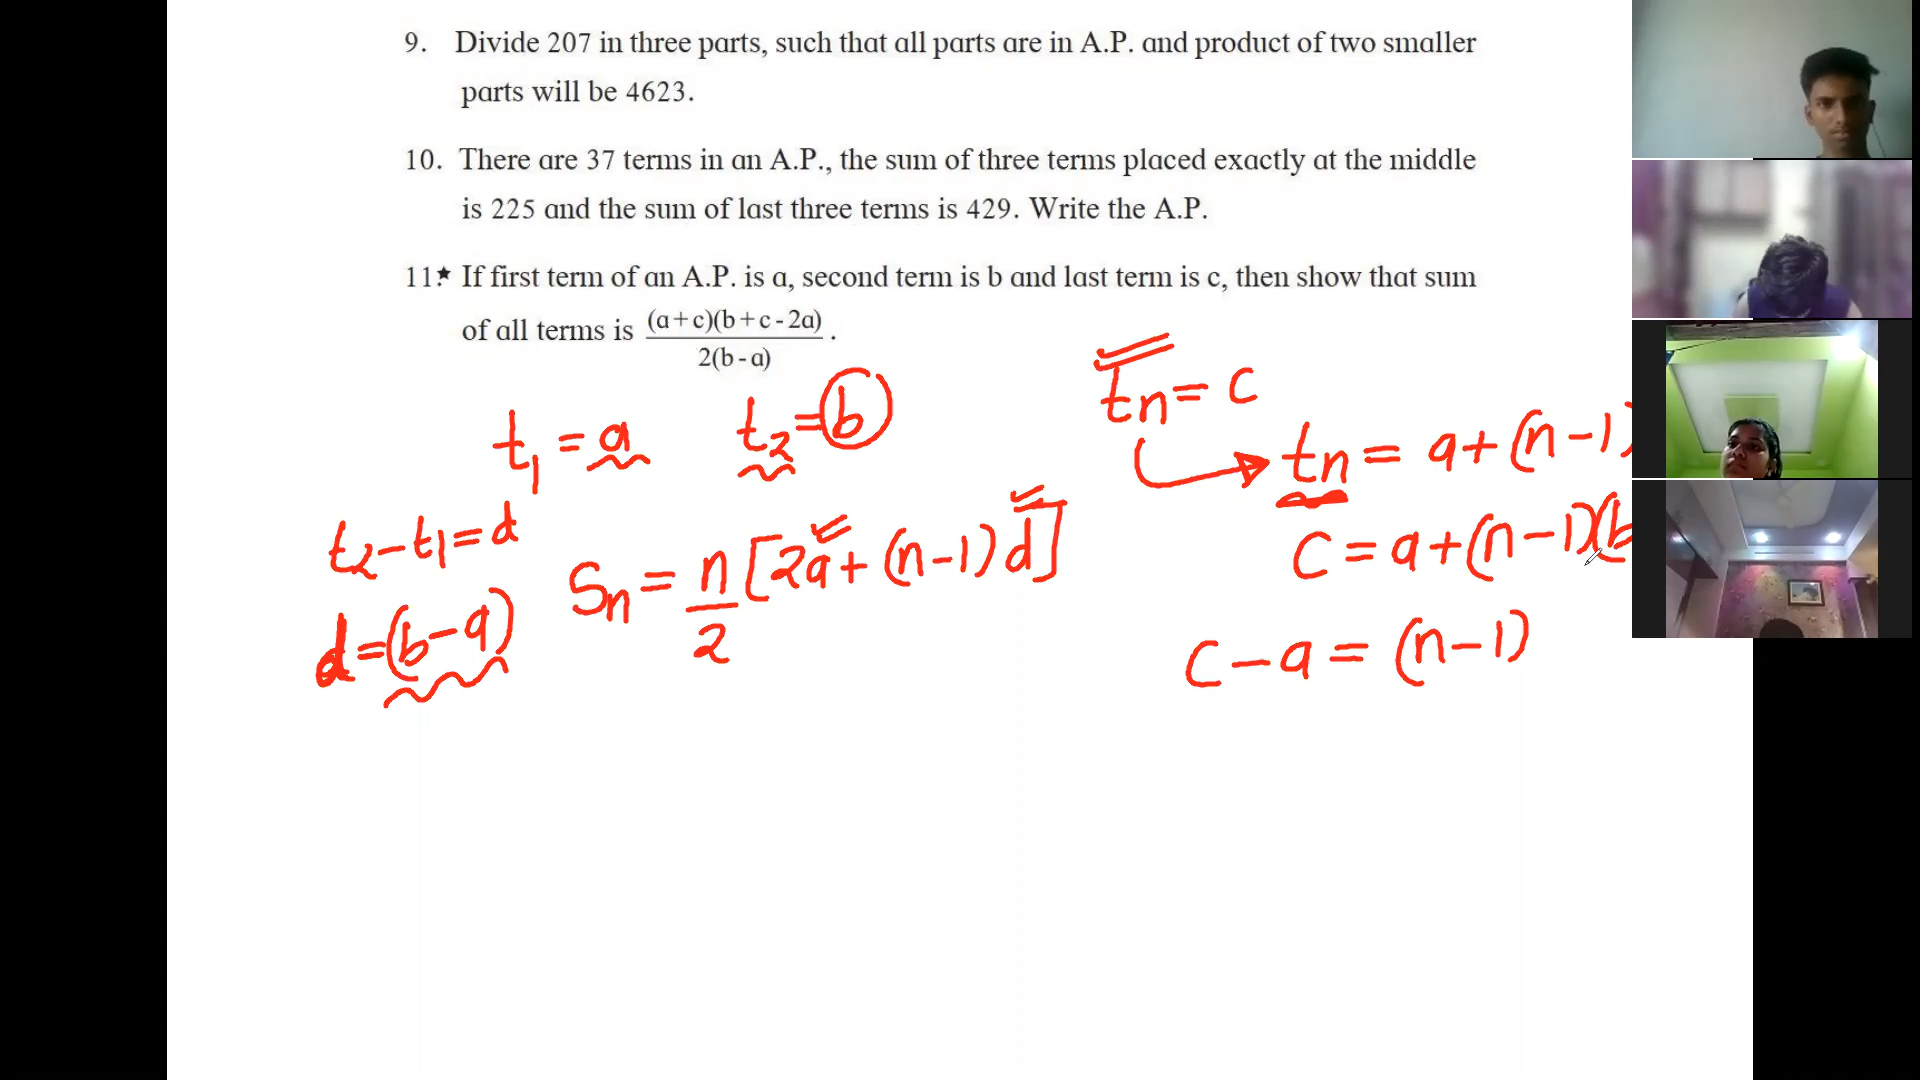 9. Divide 207 in three parts, such that all parts are in A.P. and product of two smaller
parts will be 4623.
10. There are 37 terms in an A.P., the sum of three terms placed exactly at the middle
is 225 and the sum of last three terms is 429. Write the A.P.
11.★ If first term of an A.P. is a, second term is b and last term is c, then show that sum
of all terms is (a+c)(b+c-2a) / 2(b-a) .
t₁ = a
t₂ = b
tn = c
tn = a + (n-1)
t₂ - t₁ = d
Sn = n/2 [2a + (n-1) d]
c = a + (n-1)(b
d = (b-a)
c - a = (n-1)